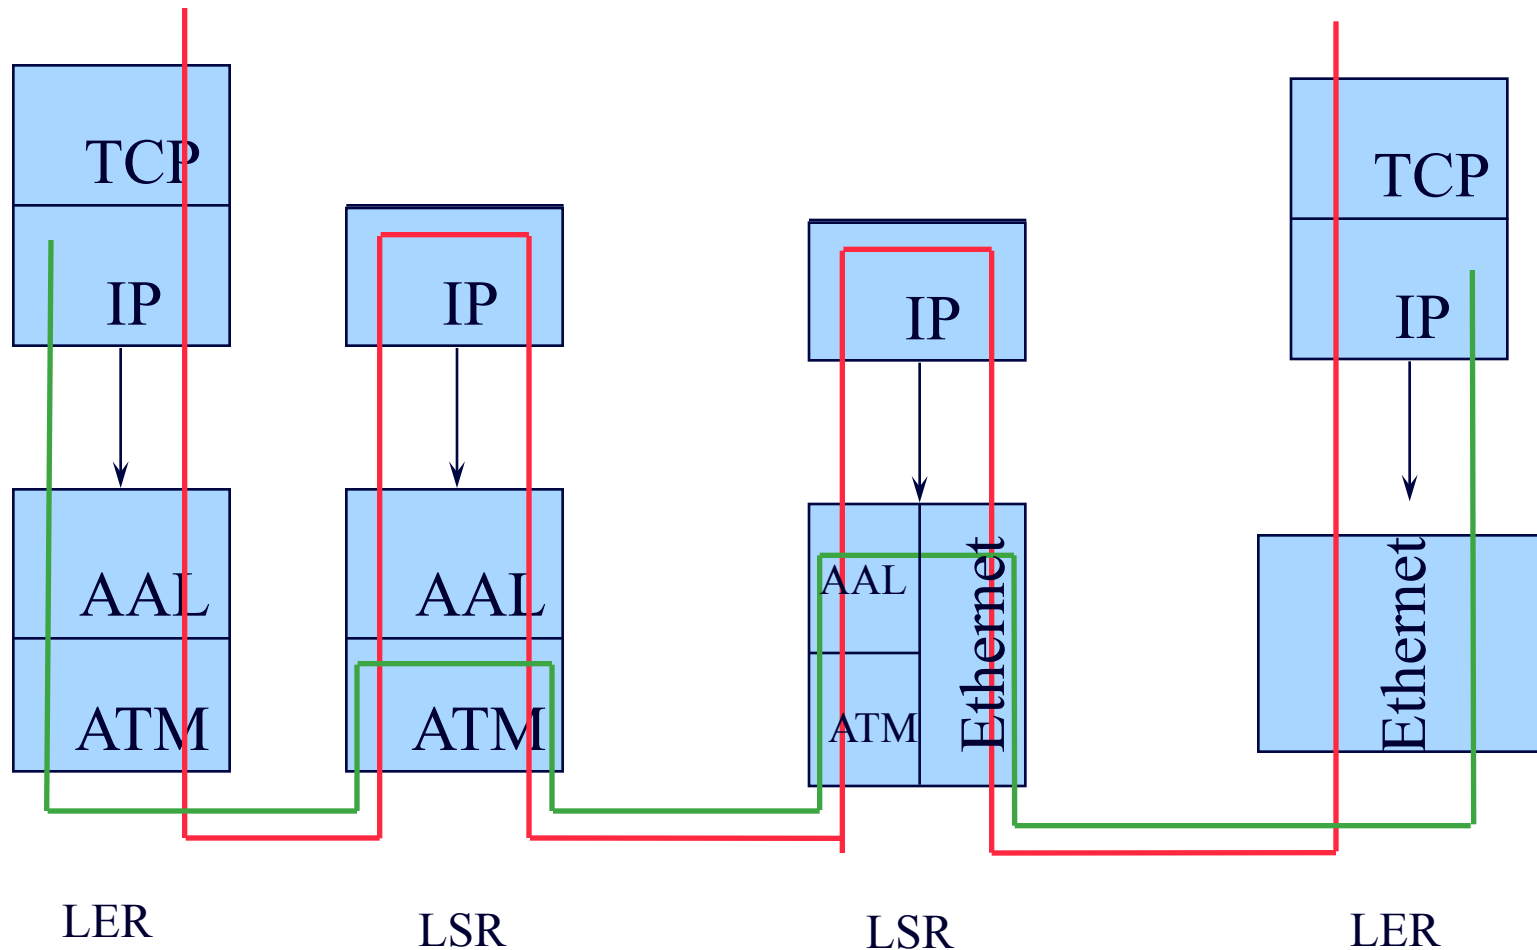 TCP
IP
AAL
ATM
LER
IP
AAL
ATM
LSR
IP
AAL
ATM
Ethernet
LSR
TCP
IP
Ethernet
LER